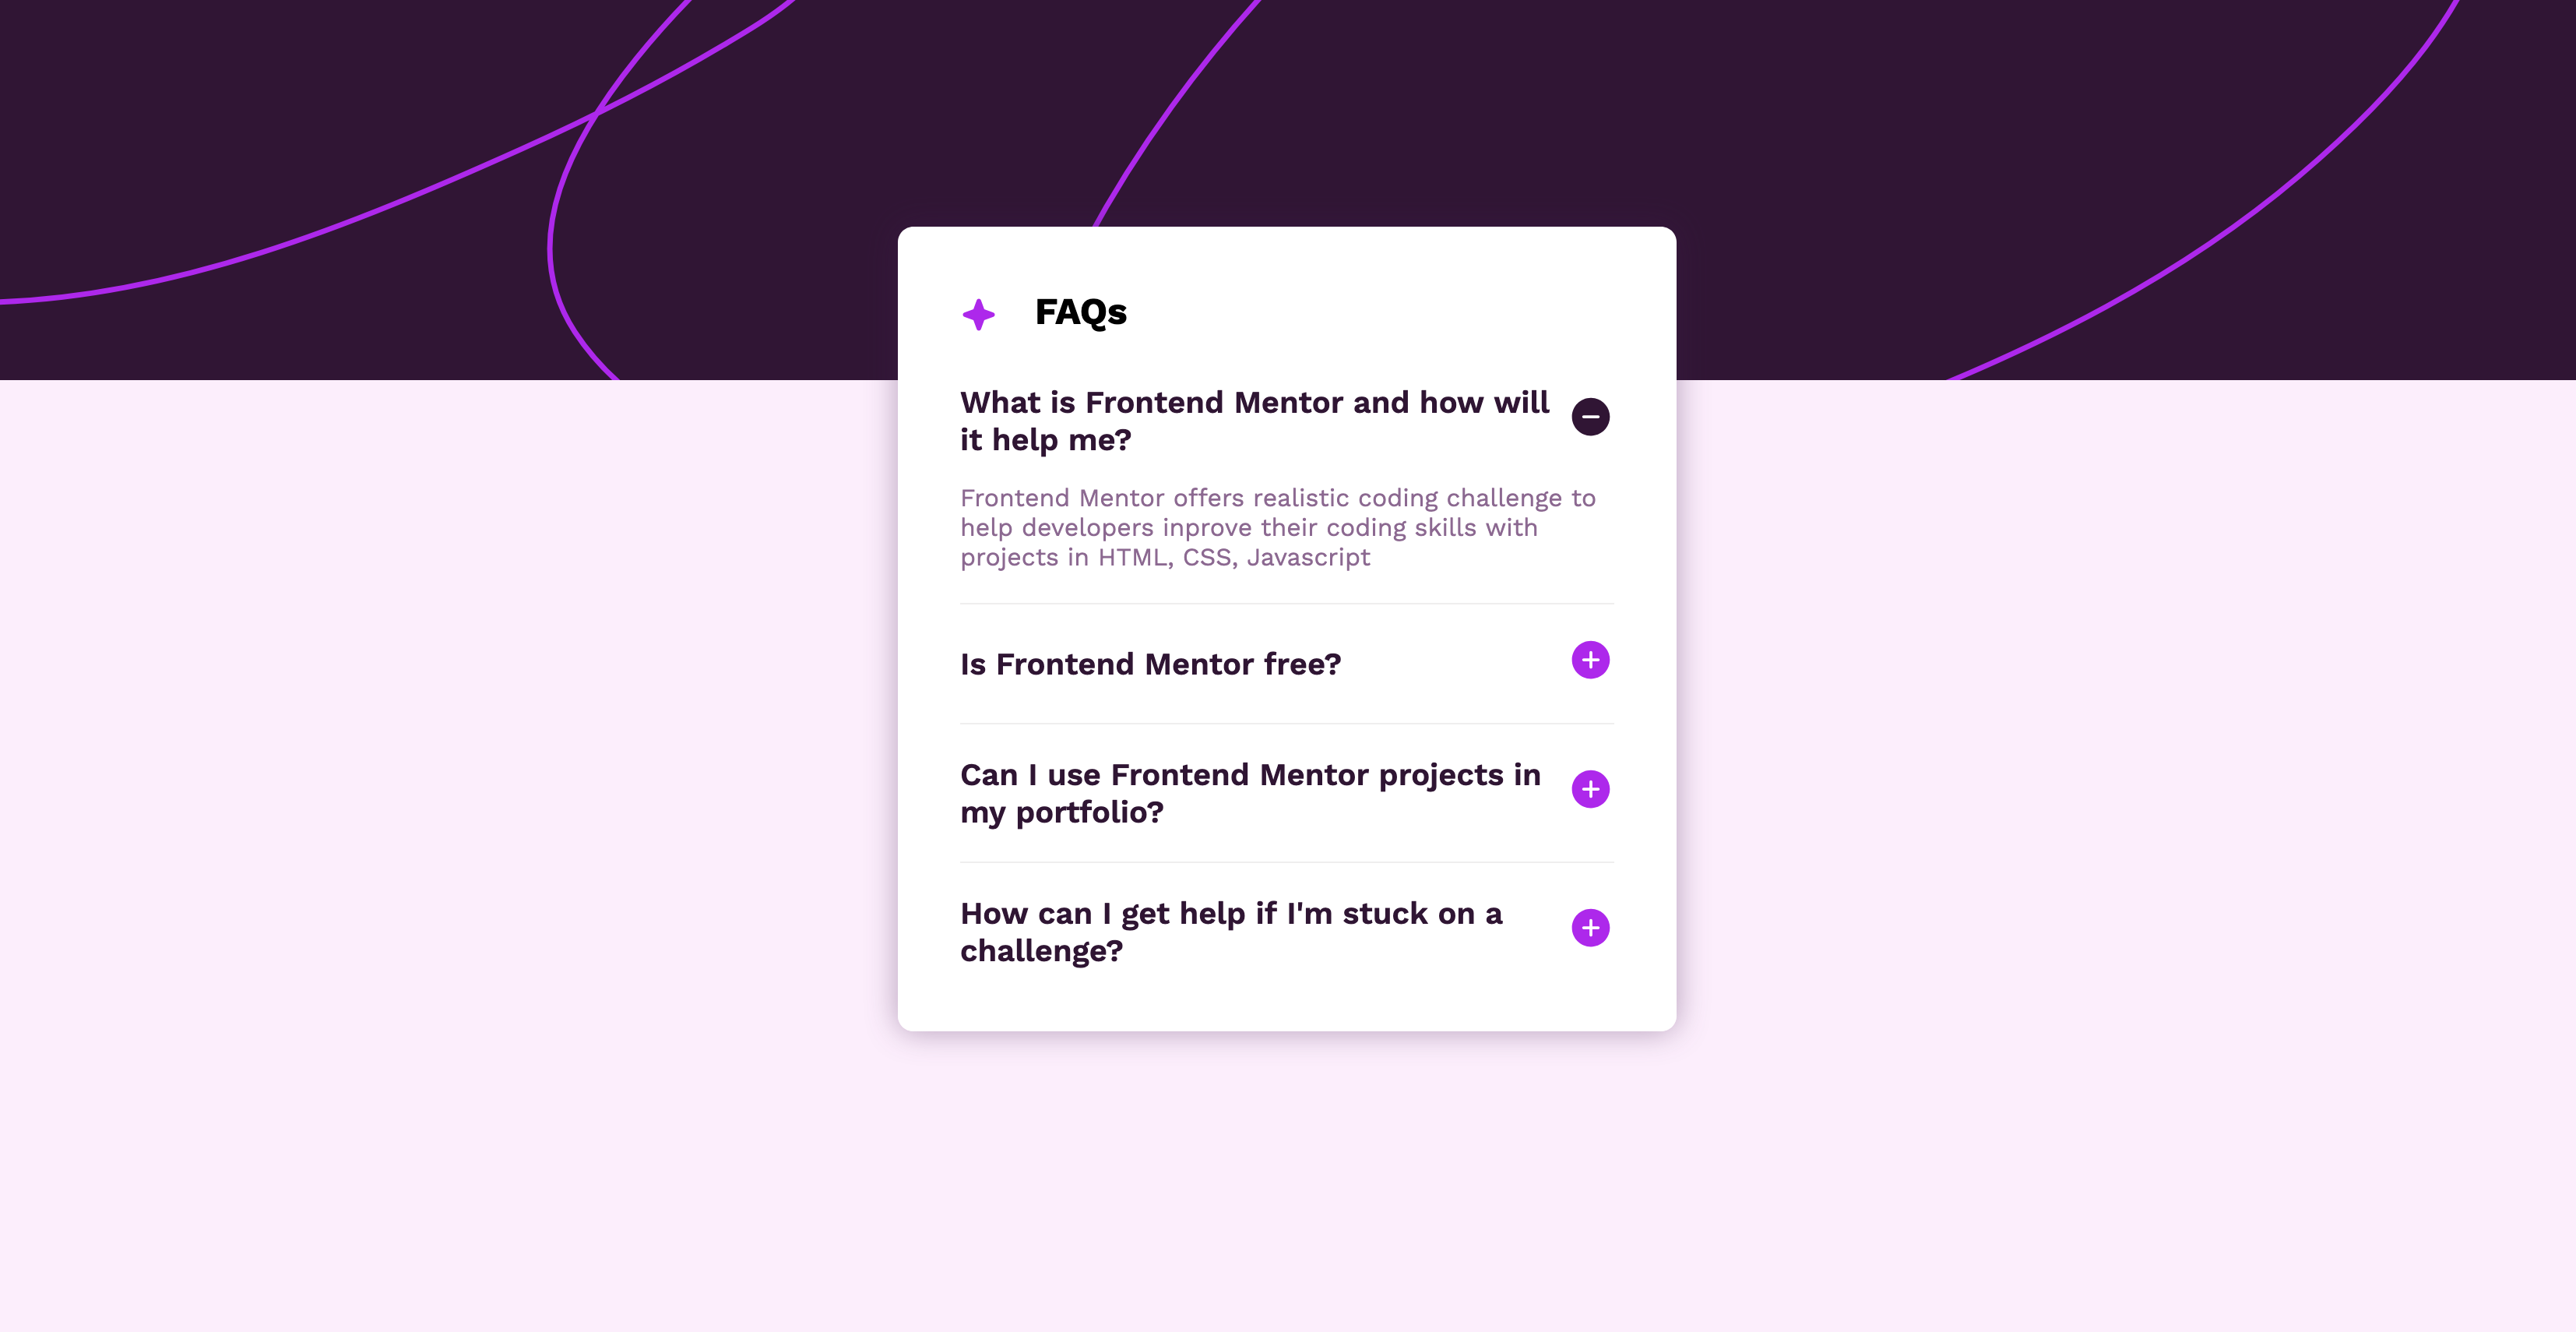 FAQs
What is Frontend Mentor and how will
it help me?
Frontend Mentor offers realistic coding challenge to
help developers inprove their coding skills with
projects in HTML, CSS, Javascript
Is Frontend Mentor free?
Can I use Frontend Mentor projects in
my portfolio?
How can I get help if I'm stuck on a
challenge?